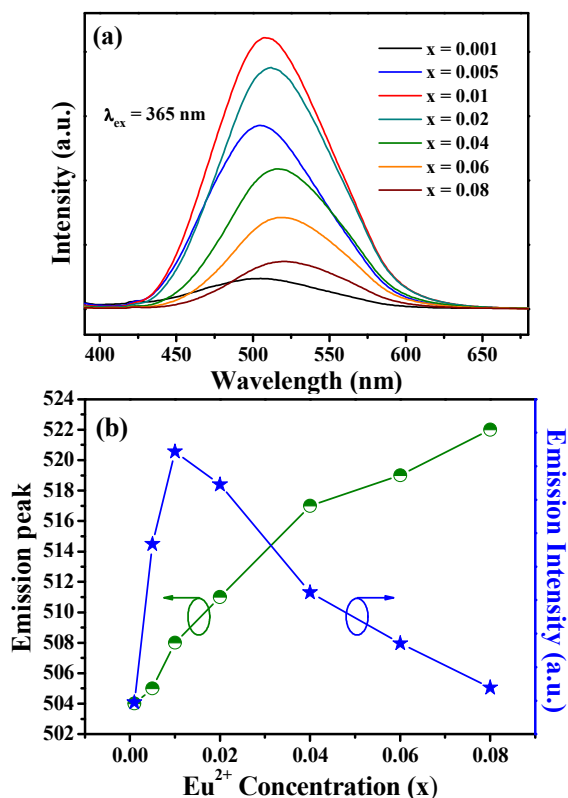 (a)
x = 0.001
x = 0.005
x = 0.01
x = 0.02
x = 0.04
x = 0.06
x = 0.08
λex = 365 nm
Intensity (a.u.)
400 450 500 550 600 650
Wavelength (nm)
(b)
524
522
520
518
516
514
512
510
508
506
504
502
Emission peak
Emission Intensity (a.u.)
0.00 0.02 0.04 0.06 0.08
Eu2+ Concentration (x)